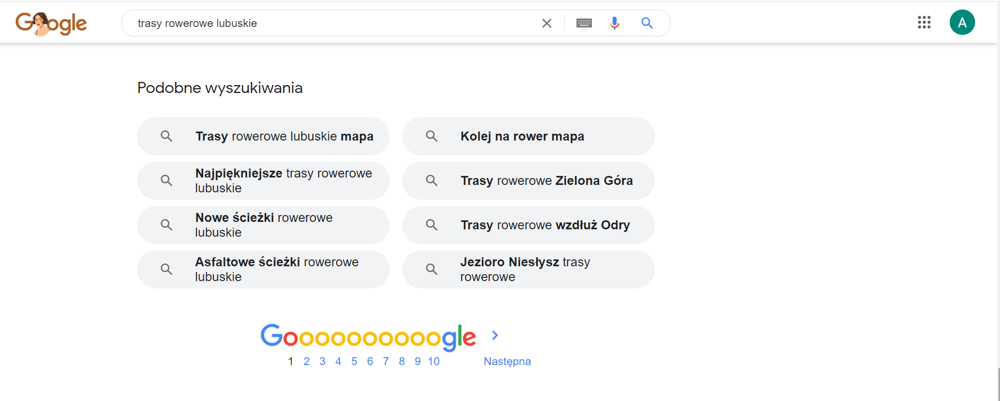 Google
trasy rowerowe lubuskie
A
Podobne wyszukiwania
Trasy rowerowe lubuskie mapa
Kolej na rower mapa
Najpiękniejsze trasy rowerowe
lubuskie
Trasy rowerowe Zielona Góra
Nowe ścieżki rowerowe
lubuskie
Trasy rowerowe wzdłuż Odry
Asfaltowe ścieżki rowerowe
lubuskie
Jezioro Niesłysz trasy
rowerowe
Goooooooooogle
1 2 3 4 5 6 7 8 9 10 Następna